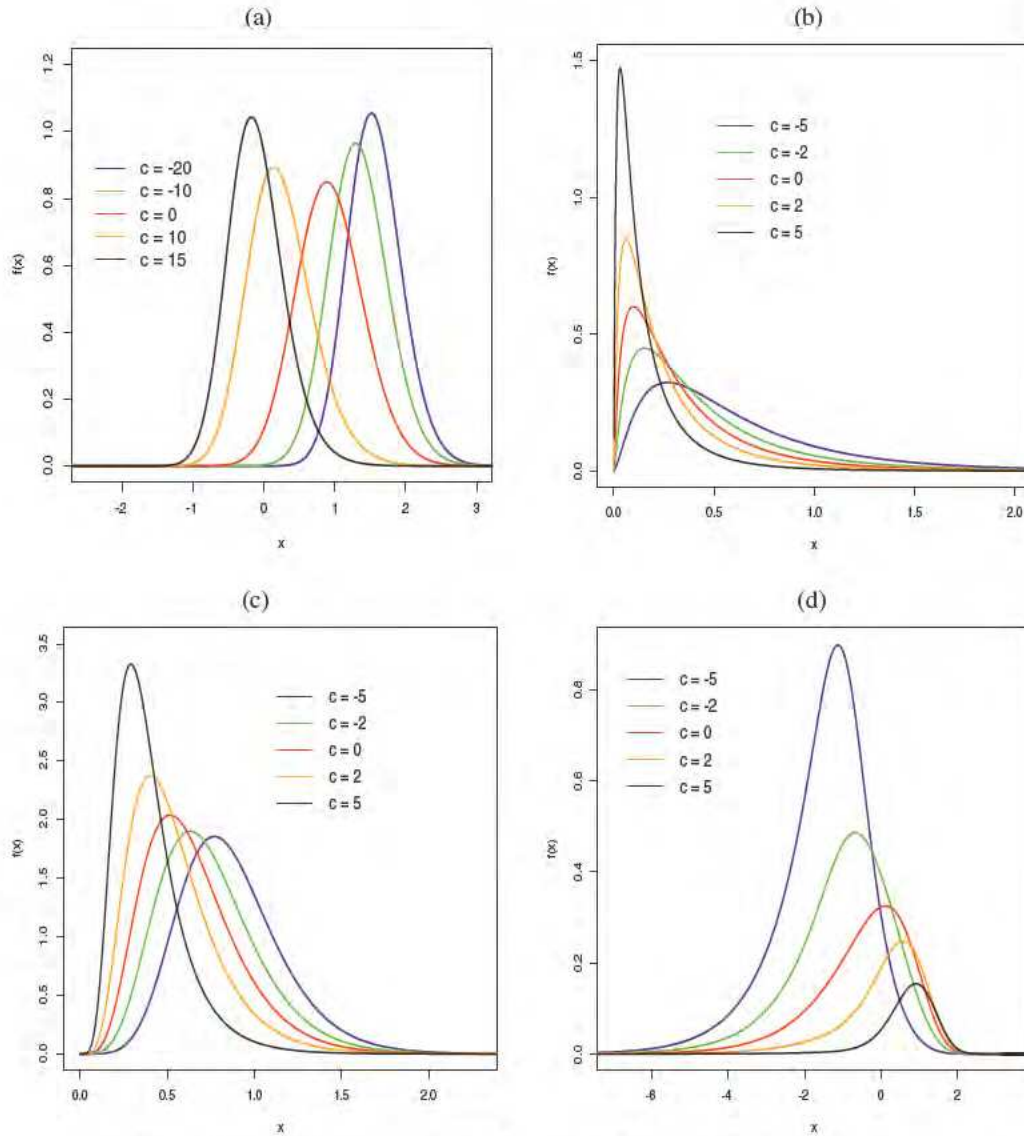 (a)
1.2
1.0
0.8
0.6
0.4
0.2
0.0
f(x)
c = -20
c = -10
c = 0
c = 10
c = 15
-2
-1
0
1
2
3
x
(b)
1.5
1.0
0.5
0.0
f(x)
c = -5
c = -2
c = 0
c = 2
c = 5
0.0
0.5
1.0
1.5
2.0
x
(c)
3.5
3.0
2.5
2.0
1.5
1.0
0.5
0.0
f(x)
c = -5
c = -2
c = 0
c = 2
c = 5
0.0
0.5
1.0
1.5
2.0
x
(d)
0.8
0.6
0.4
0.2
0.0
f(x)
c = -5
c = -2
c = 0
c = 2
c = 5
-6
-4
-2
0
2
x